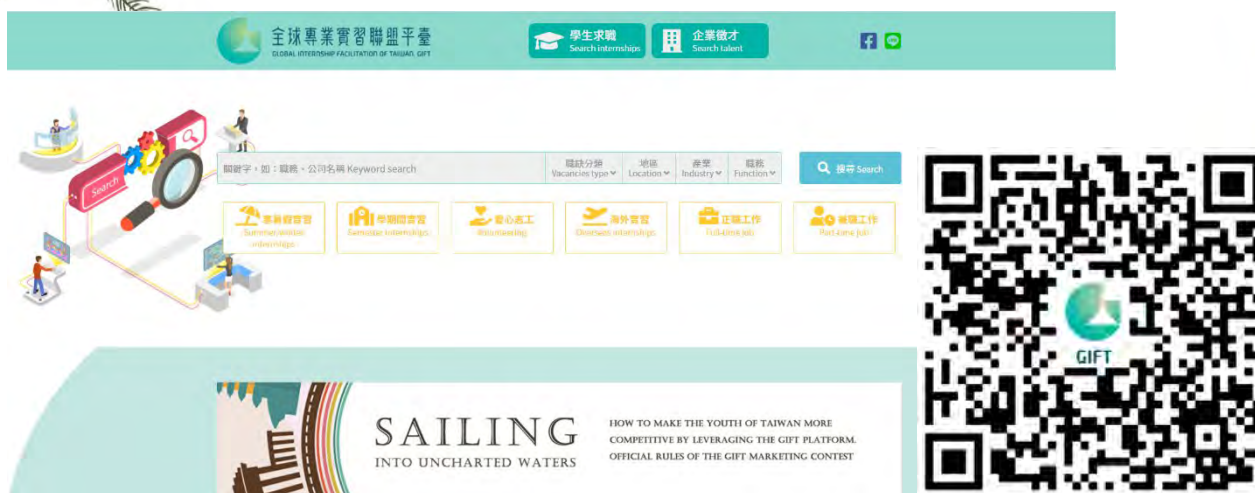 全球專業實習聯盟平臺
GLOBAL INTERNSHIP FACILITATION OF TAIWAN, GIFT
學生求職
Search internships
企業徵才
Search talent
Search
關鍵字，如：職務、公司名稱 Keyword search
職缺分類
Vacancies type
地區
Location
產業
Industry
職務
Function
搜尋 Search
寒暑假實習
Summer/winter
internships
學期間實習
Semester internships
愛心志工
Volunteering
海外實習
Overseas internships
正職工作
Full-time job
兼職工作
Part-time job
GIFT
SAILING
INTO UNCHARTED WATERS
HOW TO MAKE THE YOUTH OF TAIWAN MORE
COMPETITIVE BY LEVERAGING THE GIFT PLATFORM.
OFFICIAL RULES OF THE GIFT MARKETING CONTEST